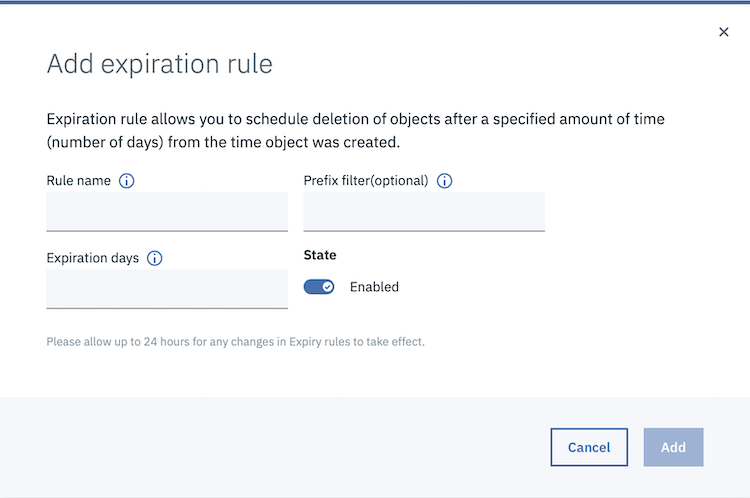 Add expiration rule
Expiration rule allows you to schedule deletion of objects after a specified amount of time
(number of days) from the time object was created.
Rule name
Prefix filter(optional)
Expiration days
State
Enabled
Please allow up to 24 hours for any changes in Expiry rules to take effect.
Cancel
Add